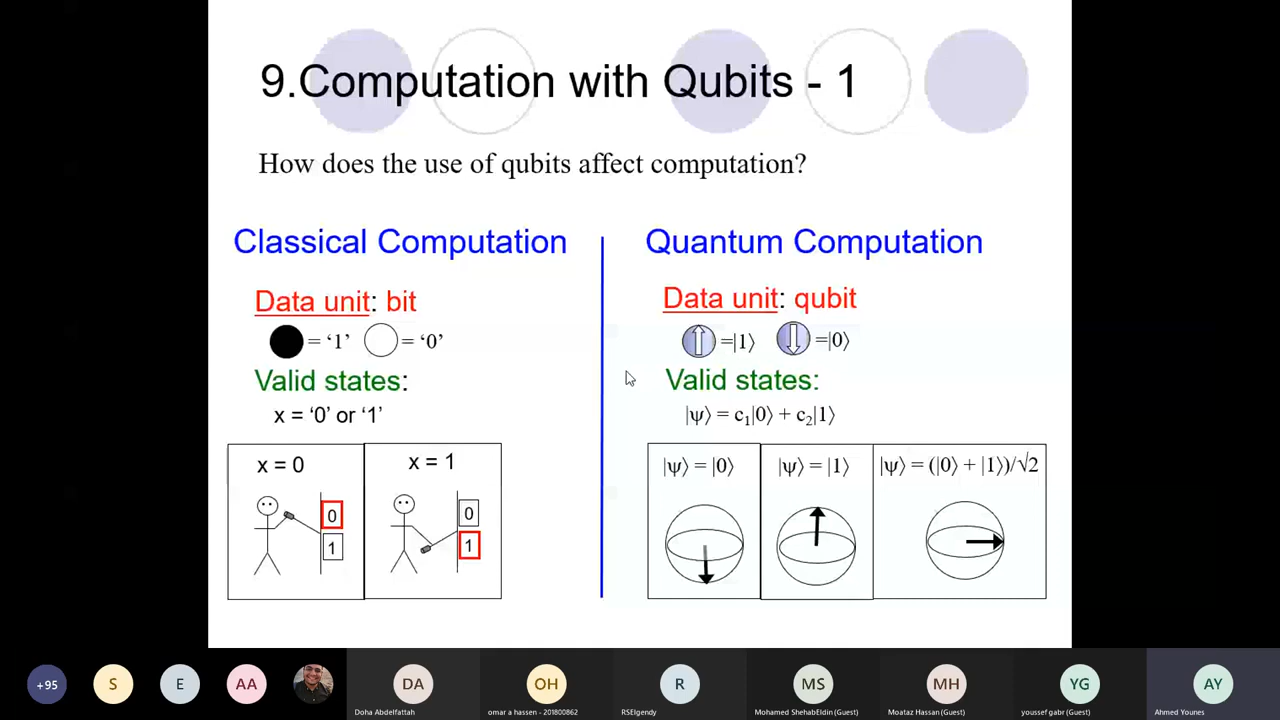 9.Computation with Qubits - 1
How does the use of qubits affect computation?
Classical Computation
Data unit: bit
= ‘1’ = ‘0’
Valid states:
x = ‘0’ or ‘1’
x = 0
0
1
x = 1
0
1
Quantum Computation
Data unit: qubit
=|1⟩ =|0⟩
Valid states:
|ψ⟩ = c₁|0⟩ + c₂|1⟩
|ψ⟩ = |0⟩
|ψ⟩ = |1⟩
|ψ⟩ = (|0⟩ + |1⟩)/√2
+95
S
E
AA
DA
Doha Abdelfattah
OH
omar a hassen - 201800862
R
RSElgendy
MS
Mohamed ShehabEldin (Guest)
MH
Moataz Hassan (Guest)
YG
youssef gabr (Guest)
AY
Ahmed Younes